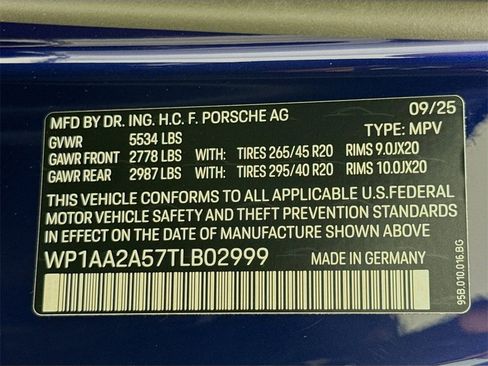 MFD BY DR. ING. H.C. F. PORSCHE AG 09/25
GVWR 5534 LBS TYPE: MPV
GAWR FRONT 2778 LBS WITH: TIRES 265/45 R20 RIMS 9.0JX20
GAWR REAR 2987 LBS WITH: TIRES 295/40 R20 RIMS 10.0JX20
THIS VEHICLE CONFORMS TO ALL APPLICABLE U.S.FEDERAL
MOTOR VEHICLE SAFETY AND THEFT PREVENTION STANDARDS
IN EFFECT ON THE DATE OF MANUFACTURE SHOWN ABOVE.
WP1AA2A57TLB02999 MADE IN GERMANY
95B.010.016.BG